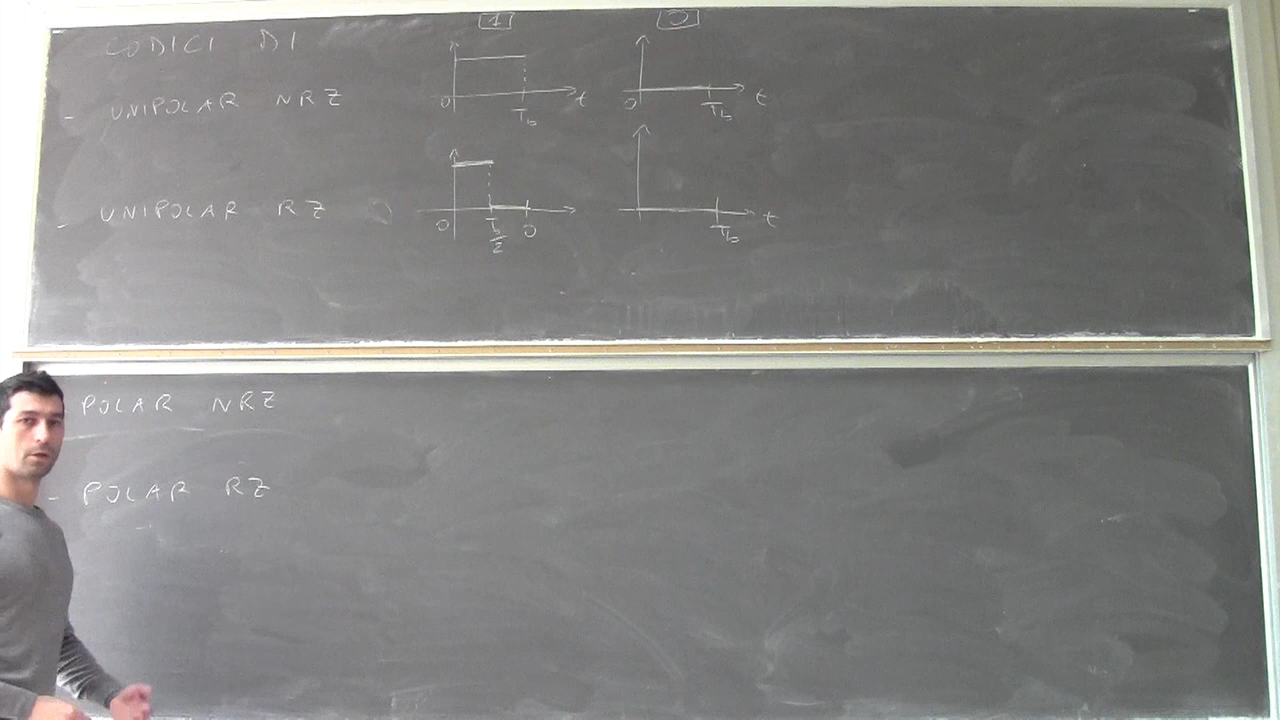 1 0
CODICI DI
- UNIPOLAR NRZ 0 Tb t 0 Tb t
- UNIPOLAR RZ 0 Tb/2 0 Tb t
POLAR NRZ
- POLAR RZ